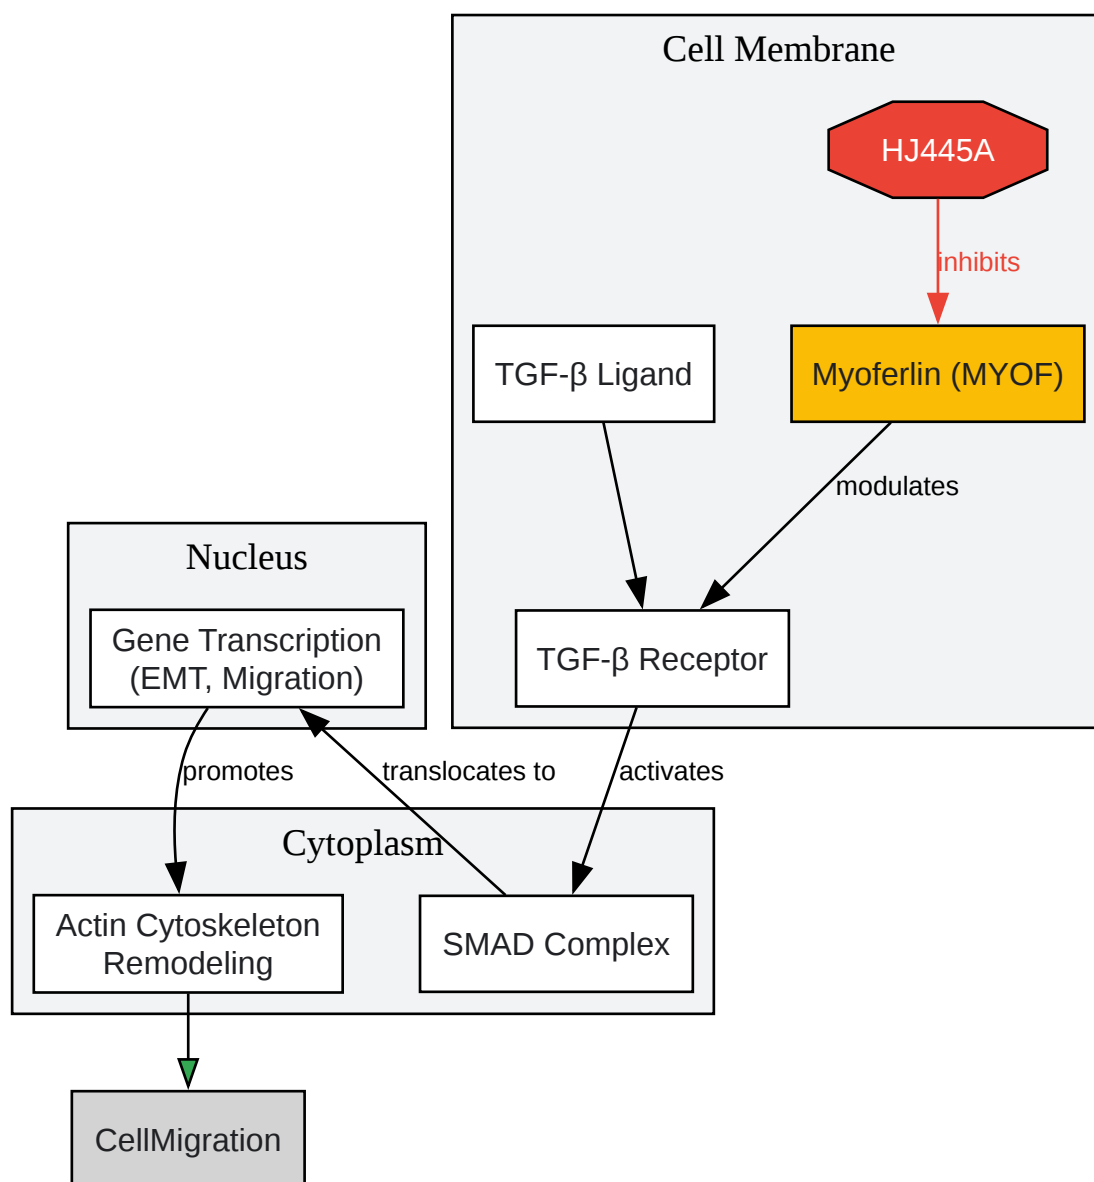 Cell Membrane
HJ445A
inhibits
TGF-β Ligand
Myoferlin (MYOF)
modulates
Nucleus
Gene Transcription
(EMT, Migration)
TGF-β Receptor
promotes
translocates to
activates
Cytoplasm
Actin Cytoskeleton
Remodeling
SMAD Complex
CellMigration